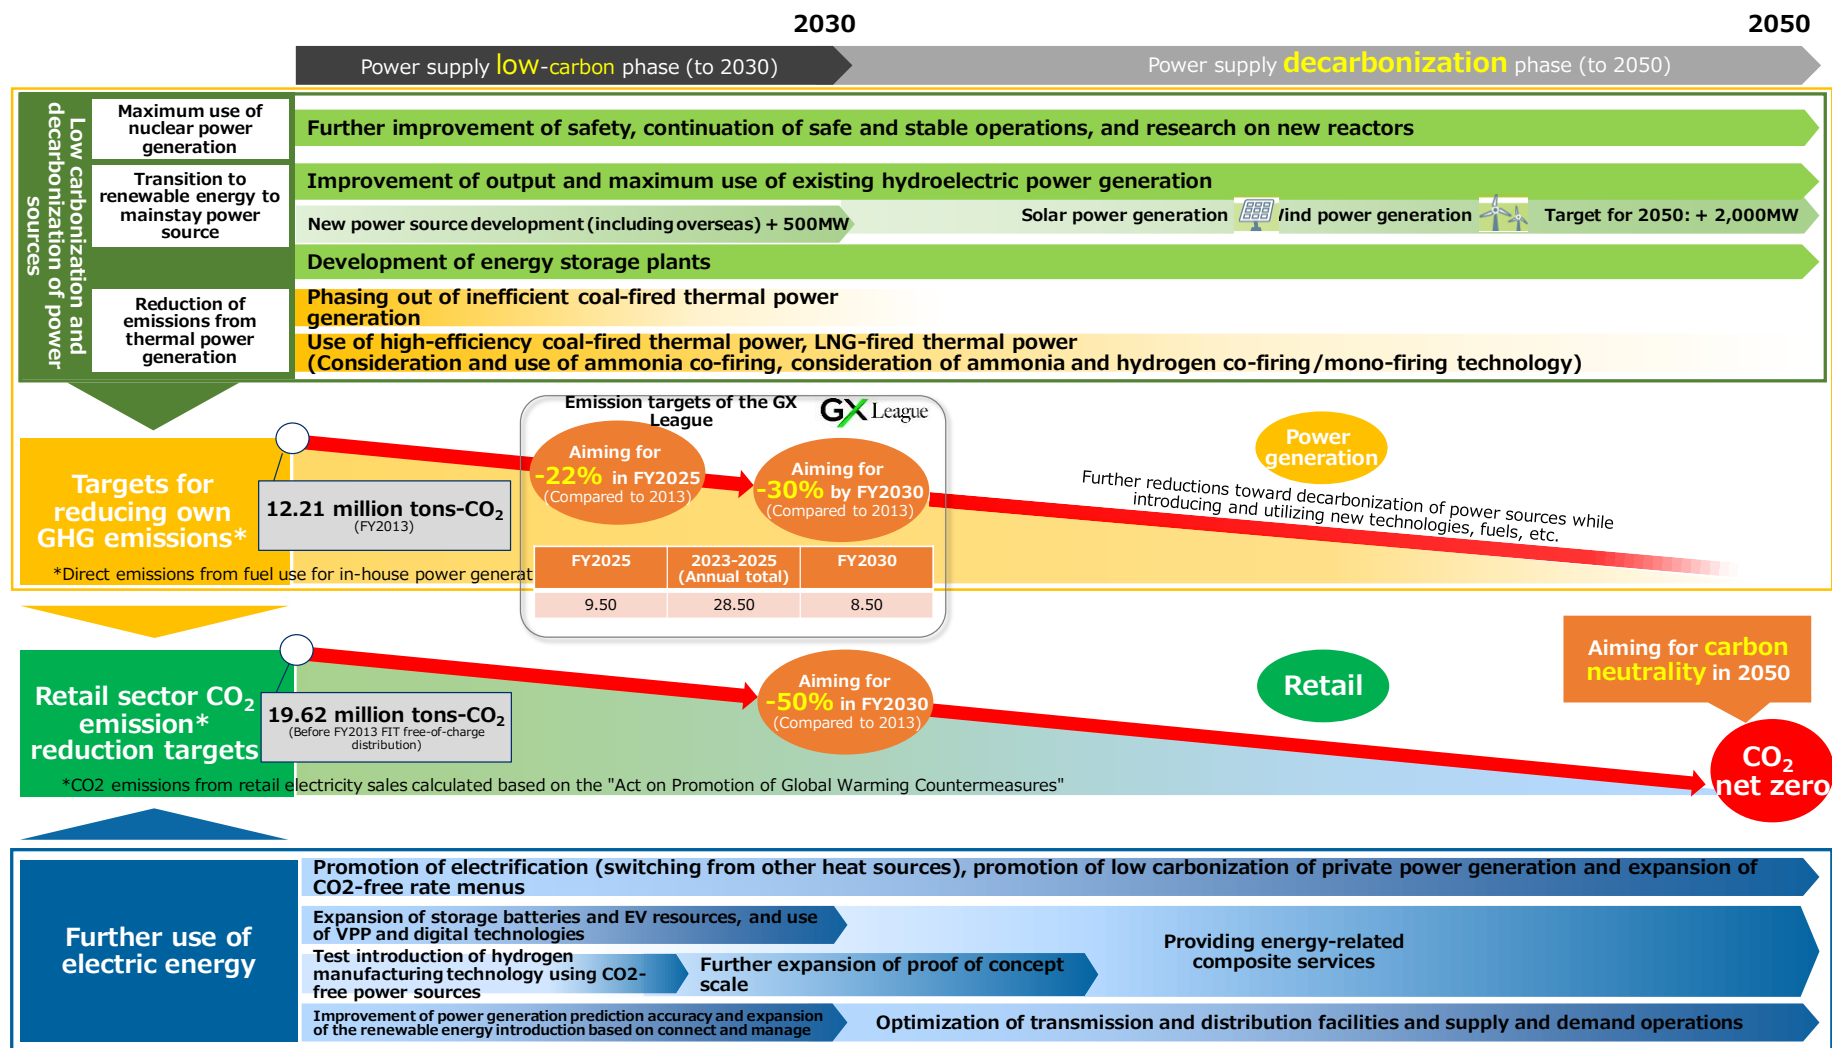 2030
2050
Power supply low-carbon phase (to 2030)
Power supply decarbonization phase (to 2050)
Low carbonization and
decarbonization of power
sources
Maximum use of
nuclear power
generation
Further improvement of safety, continuation of safe and stable operations, and research on new reactors
Transition to
renewable energy to
mainstay power
source
Improvement of output and maximum use of existing hydroelectric power generation
New power source development (including overseas) + 500MW
Solar power generation
Wind power generation
Target for 2050: + 2,000MW
Development of energy storage plants
Reduction of
emissions from
thermal power
generation
Phasing out of inefficient coal-fired thermal power
generation
Use of high-efficiency coal-fired thermal power, LNG-fired thermal power
(Consideration and use of ammonia co-firing, consideration of ammonia and hydrogen co-firing/mono-firing technology)
Emission targets of the GX
League
GX League
Targets for
reducing own
GHG emissions*
12.21 million tons-CO2
(FY2013)
Aiming for
-22% in FY2025
(Compared to 2013)
Aiming for
-30% by FY2030
(Compared to 2013)
Power
generation
Further reductions toward decarbonization of power sources while
introducing and utilizing new technologies, fuels, etc.
*Direct emissions from fuel use for in-house power generat
FY2025
2023-2025
(Annual total)
FY2030
9.50
28.50
8.50
Retail sector CO2
emission*
reduction targets
19.62 million tons-CO2
(Before FY2013 FIT free-of-charge
distribution)
Aiming for
-50% in FY2030
(Compared to 2013)
Retail
Aiming for carbon
neutrality in 2050
CO2
net zero
*CO2 emissions from retail electricity sales calculated based on the "Act on Promotion of Global Warming Countermeasures"
Further use of
electric energy
Promotion of electrification (switching from other heat sources), promotion of low carbonization of private power generation and expansion of
CO2-free rate menus
Expansion of storage batteries and EV resources, and use
of VPP and digital technologies
Test introduction of hydrogen
manufacturing technology using CO2-
free power sources
Further expansion of proof of concept
scale
Providing energy-related
composite services
Improvement of power generation prediction accuracy and expansion
of the renewable energy introduction based on connect and manage
Optimization of transmission and distribution facilities and supply and demand operations